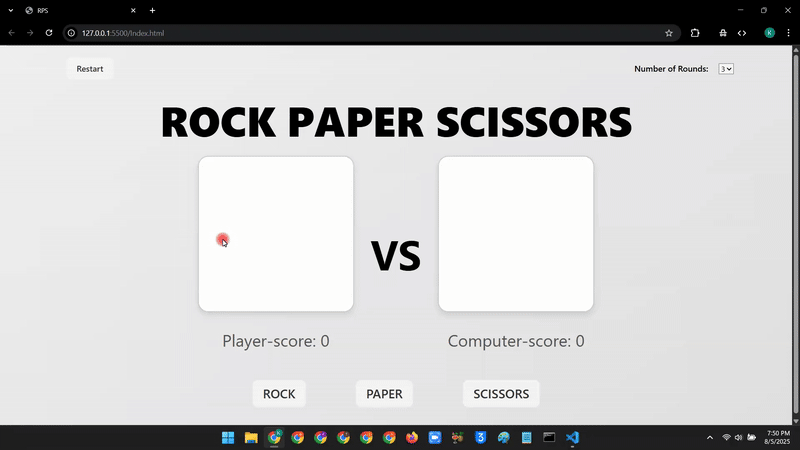 RPS
127.0.0.1:5500/Index.html
K
Restart
Number of Rounds: 3
ROCK PAPER SCISSORS
VS
Player-score: 0
Computer-score: 0
ROCK PAPER SCISSORS
7:50 PM
8/5/2025